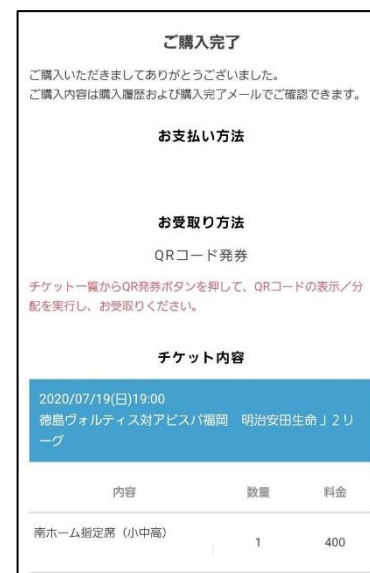 ご購入完了
ご購入いただきましてありがとうございました。
ご購入内容は購入履歴および購入完了メールでご確認できます。
お支払い方法
お受取り方法
QRコード発券
チケット一覧からQR発券ボタンを押して、QRコードの表示／分
配を実行し、お受取りください。
チケット内容
2020/07/19(日)19:00
徳島ヴォルティス対アビスパ福岡 明治安田生命Ｊ２リ
ーグ
内容 数量 料金
南ホーム指定席（小中高） 1 400